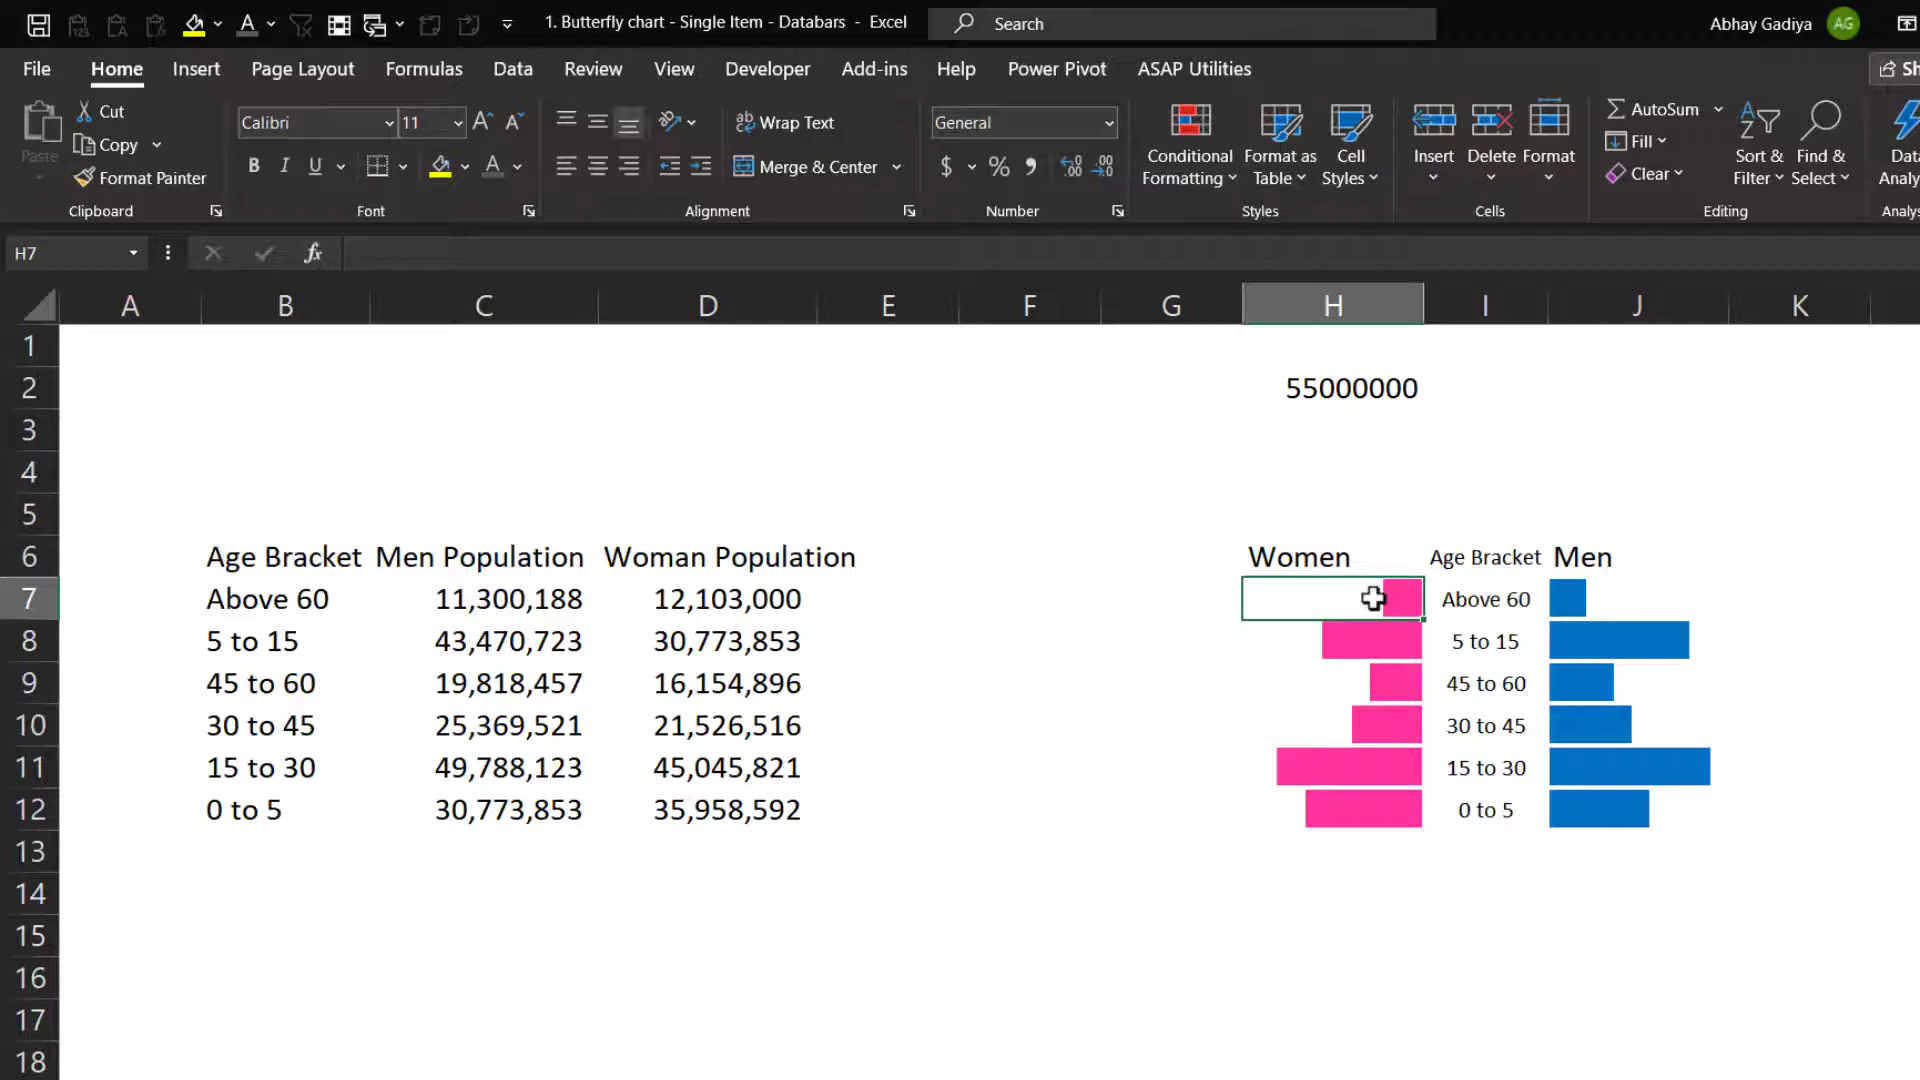 1. Butterfly chart - Single Item - Databars - Excel
Search
Abhay Gadiya
AG
File Home Insert Page Layout Formulas Data Review View Developer Add-ins Help Power Pivot ASAP Utilities
Sh
Paste
Cut
Copy
Format Painter
Clipboard
Calibri
11
B I U
Font
Wrap Text
Merge & Center
Alignment
General
$ % ,
Number
Conditional
Formatting
Format as
Table
Cell
Styles
Styles
Insert
Delete
Format
Cells
AutoSum
Fill
Clear
Sort &
Filter
Find &
Select
Editing
Data
Analy
Analys
H7
fx
A B C D E F G H I J K
1
2 55000000
3
4
5
6 Age Bracket Men Population Woman Population Women Age Bracket Men
7 Above 60 11,300,188 12,103,000 Above 60
8 5 to 15 43,470,723 30,773,853 5 to 15
9 45 to 60 19,818,457 16,154,896 45 to 60
10 30 to 45 25,369,521 21,526,516 30 to 45
11 15 to 30 49,788,123 45,045,821 15 to 30
12 0 to 5 30,773,853 35,958,592 0 to 5
13
14
15
16
17
18